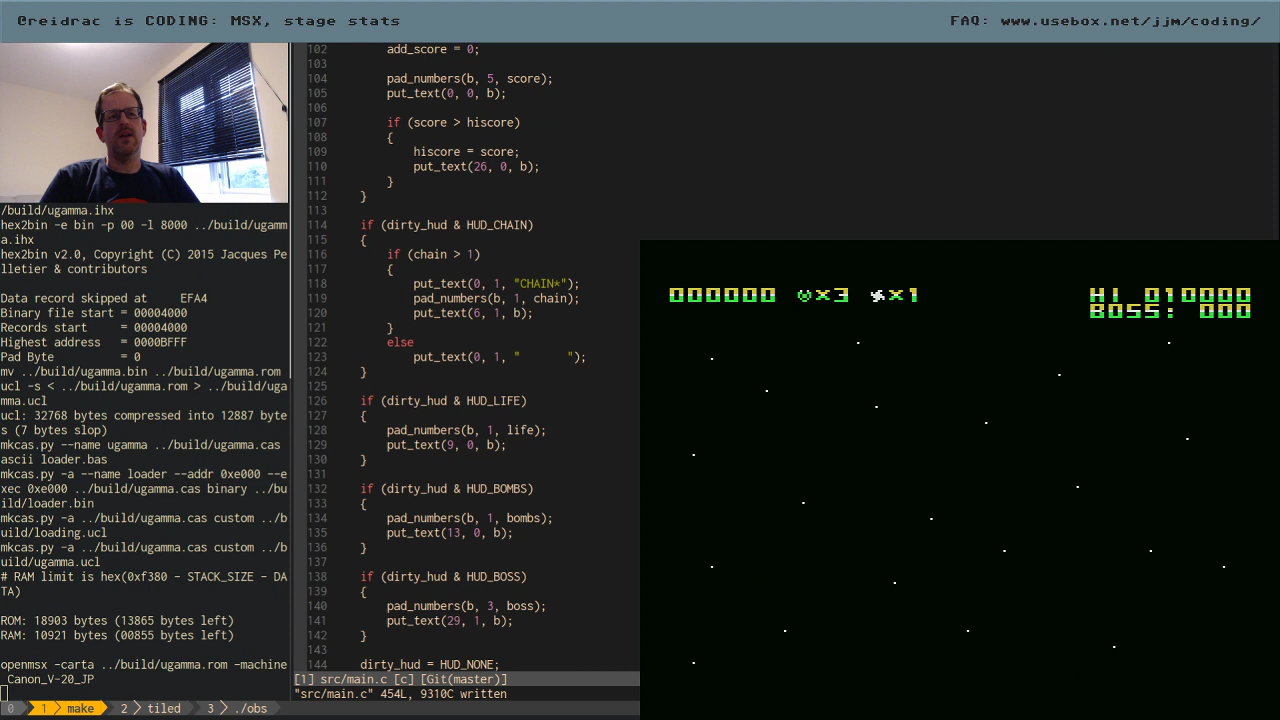 @reidrac is CODING: MSX, stage stats
FAQ: www.usebox.net/jjm/coding/
/build/ugamma.ihx
hex2bin -e bin -p 00 -l 8000 ../build/ugamm
a.ihx
hex2bin v2.0, Copyright (C) 2015 Jacques Pe
lletier & contributors
Data record skipped at     EFA4
Binary file start = 00004000
Records start     = 00004000
Highest address   = 0000BFFF
Pad Byte          = 0
mv ../build/ugamma.bin ../build/ugamma.rom
ucl -s < ../build/ugamma.rom > ../build/uga
mma.ucl
ucl: 32768 bytes compressed into 12887 byte
s (7 bytes slop)
mkcas.py --name ugamma ../build/ugamma.cas
ascii loader.bas
mkcas.py -a --name loader --addr 0xe000 --e
xec 0xe000 ../build/ugamma.cas binary ../bu
ild/loader.bin
mkcas.py -a ../build/ugamma.cas custom ../b
uild/loading.ucl
mkcas.py -a ../build/ugamma.cas custom ../b
uild/ugamma.ucl
# RAM limit is hex(0xf380 - STACK_SIZE - DA
TA)
ROM: 18903 bytes (13865 bytes left)
RAM: 10921 bytes (00855 bytes left)
openmsx -carta ../build/ugamma.rom -machine
Canon_V-20_JP
102         add_score = 0;
103
104         pad_numbers(b, 5, score);
105         put_text(0, 0, b);
106
107         if (score > hiscore)
108         {
109             hiscore = score;
110             put_text(26, 0, b);
111         }
112     }
113
114     if (dirty_hud & HUD_CHAIN)
115     {
116         if (chain > 1)
117         {
118             put_text(0, 1, "CHAIN*");
119             pad_numbers(b, 1, chain);
120             put_text(6, 1, b);
121         }
122         else
123             put_text(0, 1, "       ");
124     }
125
126     if (dirty_hud & HUD_LIFE)
127     {
128         pad_numbers(b, 1, life);
129         put_text(9, 0, b);
130     }
131
132     if (dirty_hud & HUD_BOMBS)
133     {
134         pad_numbers(b, 1, bombs);
135         put_text(13, 0, b);
136     }
137
138     if (dirty_hud & HUD_BOSS)
139     {
140         pad_numbers(b, 3, boss);
141         put_text(29, 1, b);
142     }
143
144     dirty_hud = HUD_NONE;
[1] src/main.c [c] [Git(master)]
"src/main.c" 454L, 9310C written
000000 x3 x1 HI 010000
BOSS: 000
0 1 make 2 tiled 3 ./obs